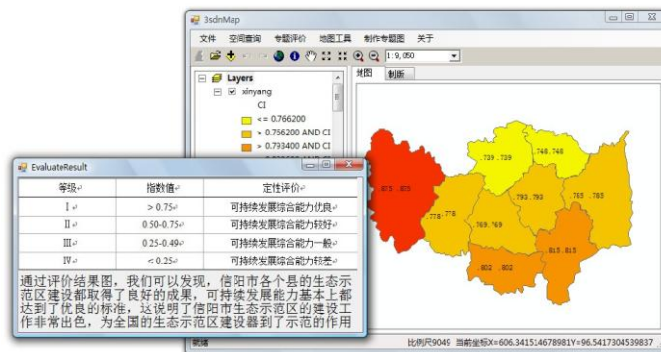 3sdnMap
文件 空间查询 专题评价 地图工具 制作专题图 关于
1:9,050
Layers
xinyang
CI
<= 0.766200
> 0.756200 AND CI
> 0.793400 AND CI
地图 制版
.739 .739
.748 .748
.793 .793
.765 .765
.778
.769
.815 .815
.802 .802
EvaluateResult
等级 指数值 定性评价
I > 0.75 可持续发展综合能力优良
II 0.50-0.75 可持续发展综合能力较好
III 0.25-0.49 可持续发展综合能力一般
IV < 0.25 可持续发展综合能力较差
通过评价结果图，我们可以发现，信阳市各个县的生态示
范区建设都取得了良好的成果，可持续发展能力基本上都
达到了优良的标准，这说明了信阳市生态示范区的建设工
作非常出色，为全国的生态示范区建设器到了示范的作用
就绪 比例尺9049 当前坐标X=606.341514678981Y=96.5417304539837